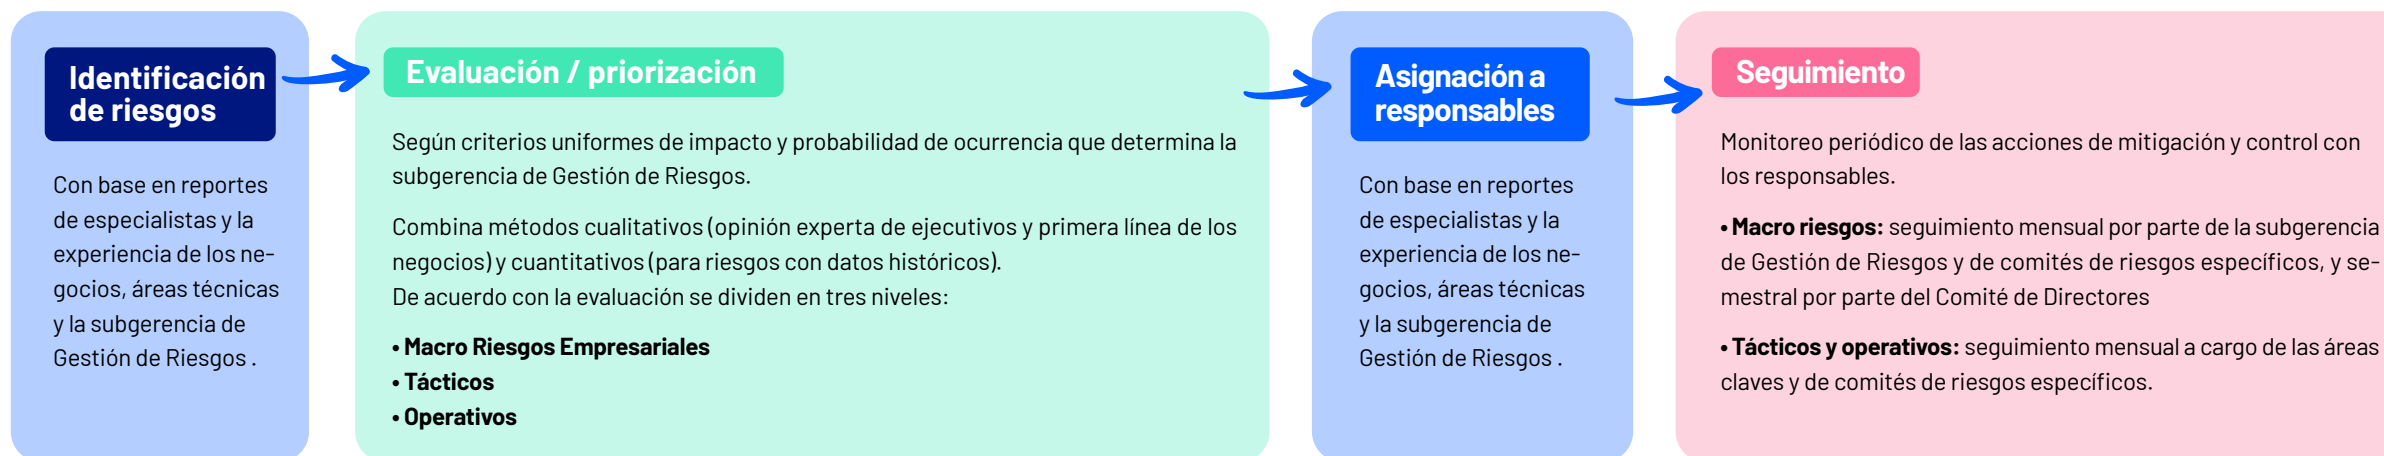 Identificación
de riesgos
Con base en reportes
de especialistas y la
experiencia de los ne-
gocios, áreas técnicas
y la subgerencia de
Gestión de Riesgos .
Evaluación / priorización
Según criterios uniformes de impacto y probabilidad de ocurrencia que determina la
subgerencia de Gestión de Riesgos.
Combina métodos cualitativos (opinión experta de ejecutivos y primera línea de los
negocios) y cuantitativos (para riesgos con datos históricos).
De acuerdo con la evaluación se dividen en tres niveles:
• Macro Riesgos Empresariales
• Tácticos
• Operativos
Asignación a
responsables
Con base en reportes
de especialistas y la
experiencia de los ne-
gocios, áreas técnicas
y la subgerencia de
Gestión de Riesgos .
Seguimiento
Monitoreo periódico de las acciones de mitigación y control con
los responsables.
• Macro riesgos: seguimiento mensual por parte de la subgerencia
de Gestión de Riesgos y de comités de riesgos específicos, y se-
mestral por parte del Comité de Directores
• Tácticos y operativos: seguimiento mensual a cargo de las áreas
claves y de comités de riesgos específicos.